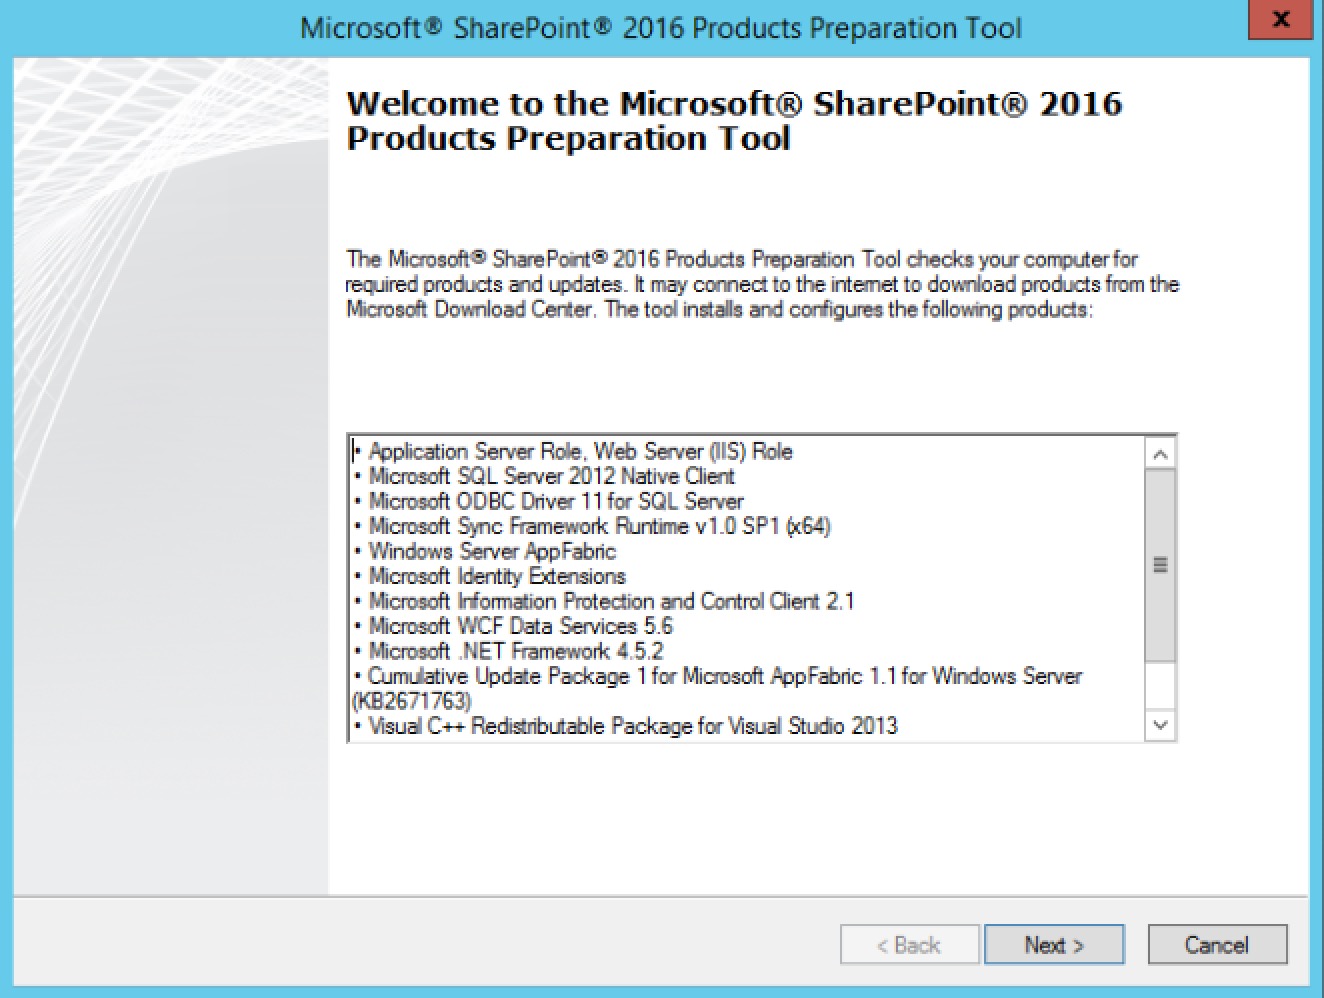 Microsoft® SharePoint® 2016 Products Preparation Tool
x
Welcome to the Microsoft® SharePoint® 2016
Products Preparation Tool
The Microsoft® SharePoint® 2016 Products Preparation Tool checks your computer for
required products and updates. It may connect to the internet to download products from the
Microsoft Download Center. The tool installs and configures the following products:
• Application Server Role, Web Server (IIS) Role
• Microsoft SQL Server 2012 Native Client
• Microsoft ODBC Driver 11 for SQL Server
• Microsoft Sync Framework Runtime v1.0 SP1 (x64)
• Windows Server AppFabric
• Microsoft Identity Extensions
• Microsoft Information Protection and Control Client 2.1
• Microsoft WCF Data Services 5.6
• Microsoft .NET Framework 4.5.2
• Cumulative Update Package 1 for Microsoft AppFabric 1.1 for Windows Server
(KB2671763)
• Visual C++ Redistributable Package for Visual Studio 2013
< Back
Next >
Cancel